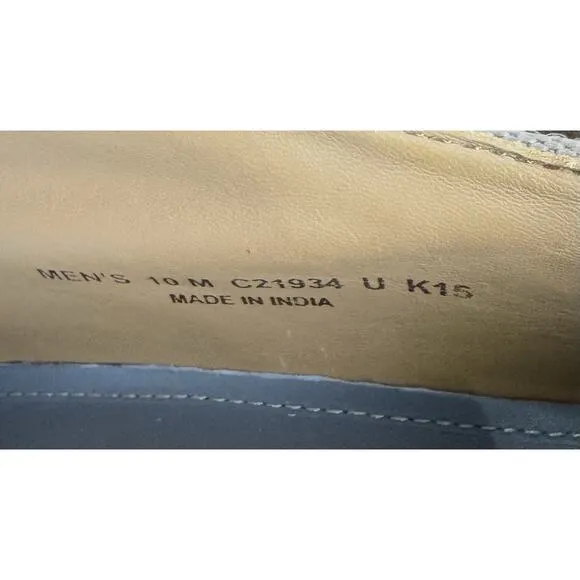 MEN'S 10 M C21934 U K15
MADE IN INDIA